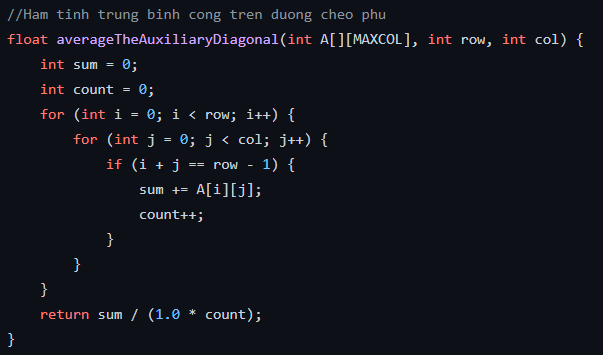 //Ham tinh trung binh cong tren duong cheo phu
float averageTheAuxiliaryDiagonal(int A[][MAXCOL], int row, int col) {
    int sum = 0;
    int count = 0;
    for (int i = 0; i < row; i++) {
        for (int j = 0; j < col; j++) {
            if (i + j == row - 1) {
                sum += A[i][j];
                count++;
            }
        }
    }
    return sum / (1.0 * count);
}